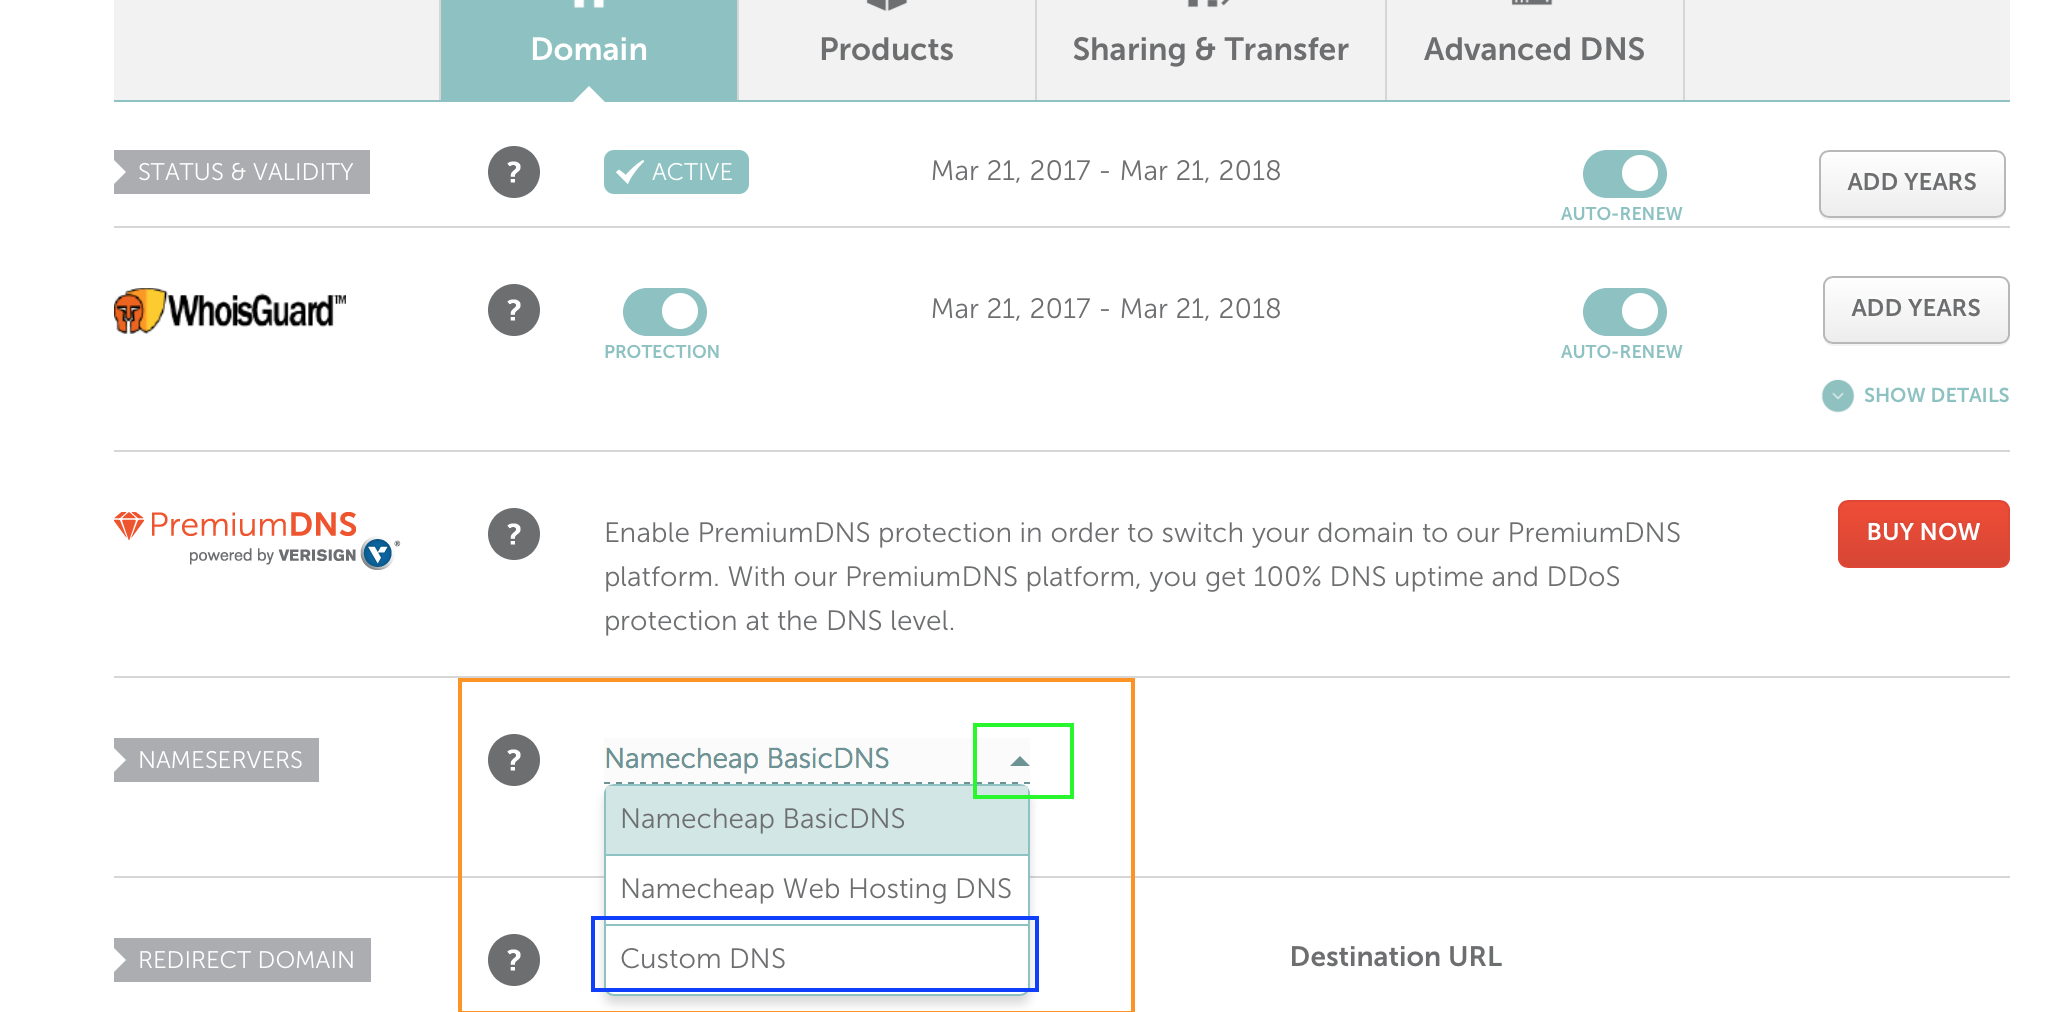 Domain
Products
Sharing & Transfer
Advanced DNS
STATUS & VALIDITY
?
ACTIVE
Mar 21, 2017 - Mar 21, 2018
AUTO-RENEW
ADD YEARS
WhoisGuard™
?
PROTECTION
Mar 21, 2017 - Mar 21, 2018
AUTO-RENEW
ADD YEARS
SHOW DETAILS
PremiumDNS
powered by VERISIGN
?
Enable PremiumDNS protection in order to switch your domain to our PremiumDNS
platform. With our PremiumDNS platform, you get 100% DNS uptime and DDoS
protection at the DNS level.
BUY NOW
NAMESERVERS
?
Namecheap BasicDNS
Namecheap BasicDNS
Namecheap Web Hosting DNS
Custom DNS
REDIRECT DOMAIN
?
Destination URL